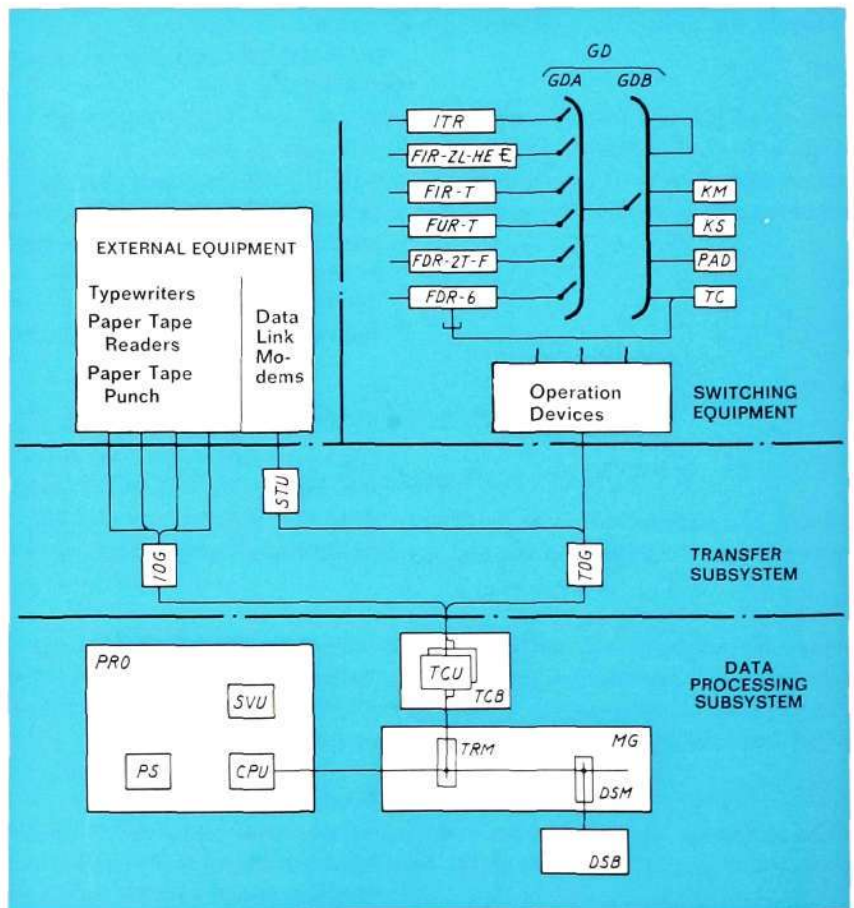 GD
GDA GDB
ITR
FIR-ZL-HE E
FIR-T
FUR-T
FDR-2T-F
FDR-6
KM
KS
PAD
TC
EXTERNAL EQUIPMENT
Typewriters
Paper Tape
Readers
Paper Tape
Punch
Data
Link
Mo-
dems
Operation
Devices
SWITCHING
EQUIPMENT
STU
IOG
TOG
TRANSFER
SUBSYSTEM
PRO
SVU
PS
CPU
TCU
TCB
TRM
MG
DSM
DSB
DATA
PROCESSING
SUBSYSTEM